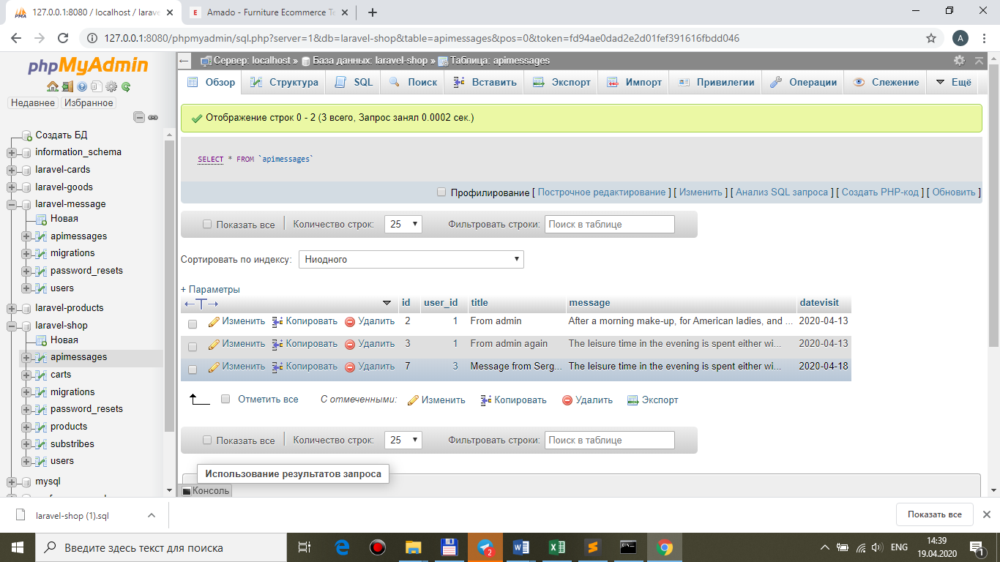 127.0.0.1:8080 / localhost / larave
Amado - Furniture Ecommerce Te
127.0.0.1:8080/phpmyadmin/sql.php?server=1&db=laravel-shop&table=apimessages&pos=0&token=fd94ae0dad2e2d01fef391616fbdd046
A
phpMyAdmin
Недавнее Избранное
Создать БД
information_schema
laravel-cards
laravel-goods
laravel-message
Новая
apimessages
migrations
password_resets
users
laravel-products
laravel-shop
Новая
apimessages
carts
migrations
password_resets
products
substribes
users
mysql
Сервер: localhost » База данных: laravel-shop » Таблица: apimessages
Обзор Структура SQL Поиск Вставить Экспорт Импорт Привилегии Операции Слежение Ещё
Отображение строк 0 - 2 (3 всего, Запрос занял 0.0002 сек.)
SELECT * FROM `apimessages`
Профилирование [ Построчное редактирование ] [ Изменить ] [ Анализ SQL запроса ] [ Создать PHP-код ] [ Обновить ]
Показать все Количество строк: 25 Фильтровать строки: Поиск в таблице
Сортировать по индексу: Ниодного
+ Параметры
←T→ id user_id title message datevisit
Изменить Копировать Удалить 2 1 From admin After a morning make-up, for American ladies, and ... 2020-04-13
Изменить Копировать Удалить 3 1 From admin again The leisure time in the evening is spent either wi... 2020-04-13
Изменить Копировать Удалить 7 3 Message from Serg... The leisure time in the evening is spent either wi... 2020-04-18
Отметить все С отмеченными: Изменить Копировать Удалить Экспорт
Показать все Количество строк: 25 Фильтровать строки: Поиск в таблице
Использование результатов запроса
Консоль
laravel-shop (1).sql
Показать все
Введите здесь текст для поиска
2
ENG
14:39
19.04.2020
1